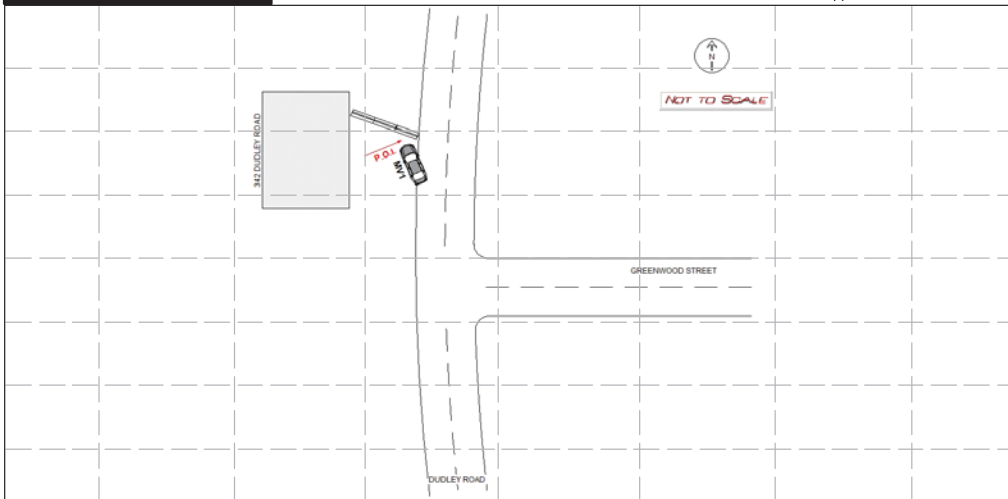 N
NOT TO SCALE
342 DUDLEY ROAD
P.O.I.
MV1
GREENWOOD STREET
DUDLEY ROAD